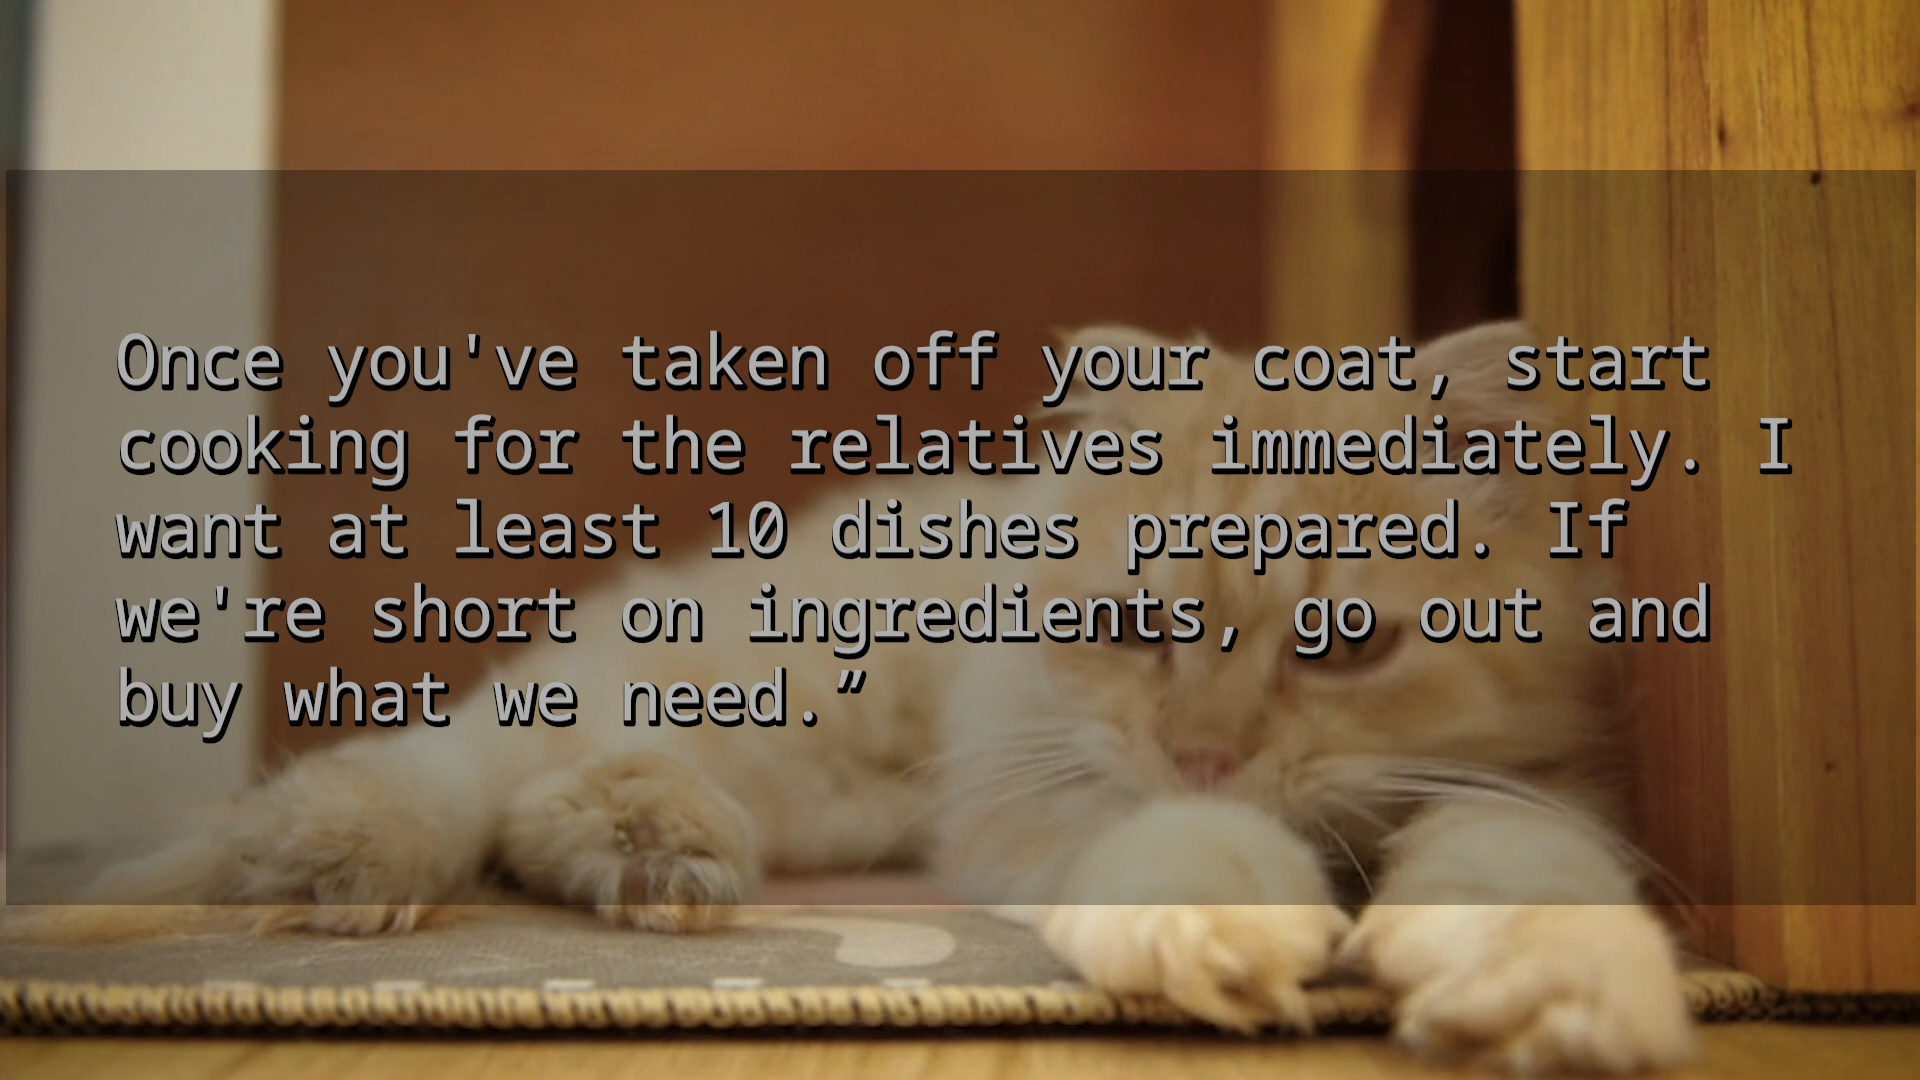 Once you've taken off your coat, start
cooking for the relatives immediately. I
want at least 10 dishes prepared. If
we're short on ingredients, go out and
buy what we need.”